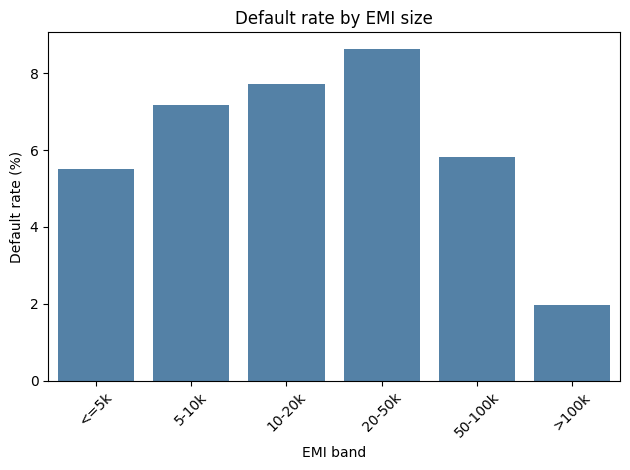 Default rate by EMI size
Default rate (%)
8
6
4
2
0
<=5k
5-10k
10-20k
20-50k
50-100k
>100k
EMI band